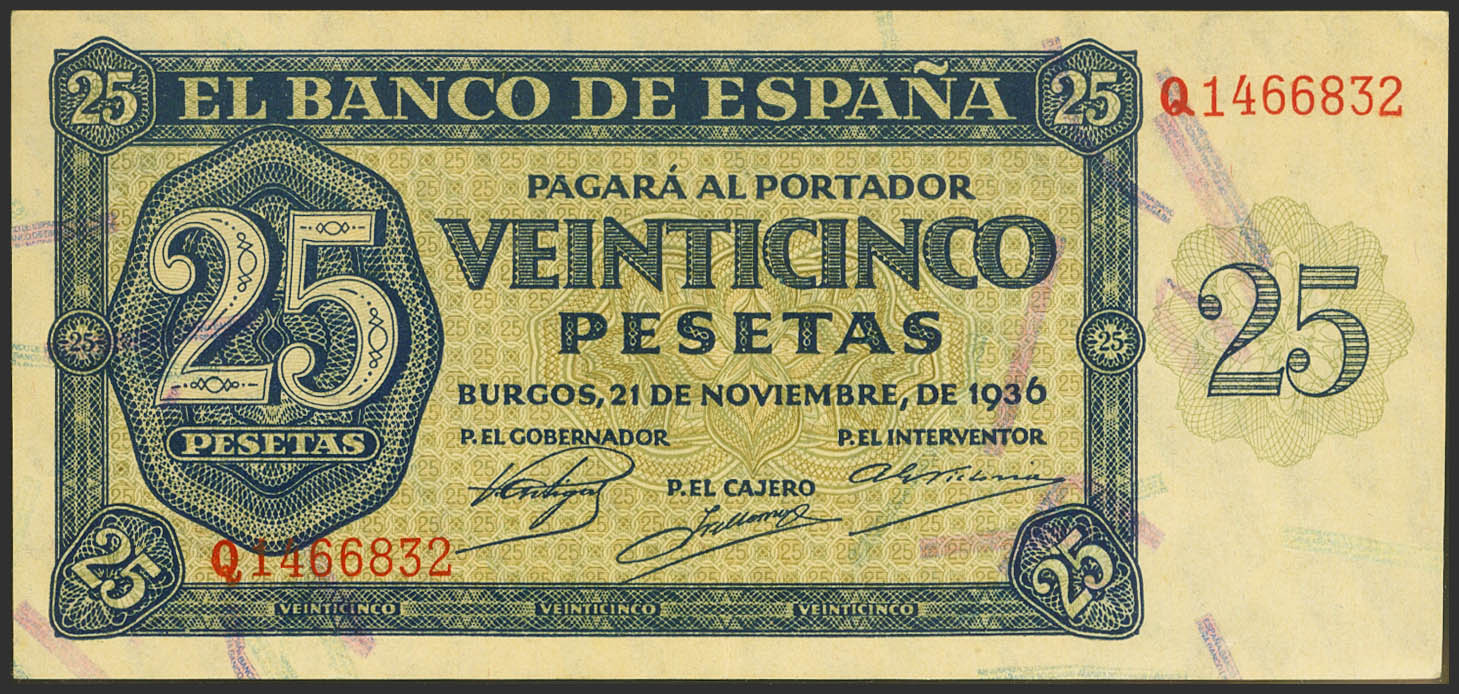 25 EL BANCO DE ESPAÑA 25
Q1466832
PAGARÁ AL PORTADOR
VEINTICINCO
PESETAS
25
PESETAS
25
25
25
BURGOS, 21 DE NOVIEMBRE, DE 1936
P. EL GOBERNADOR
P. EL INTERVENTOR
P. EL CAJERO
Q1466832
25
25
VEINTICINCO
VEINTICINCO
VEINTICINCO